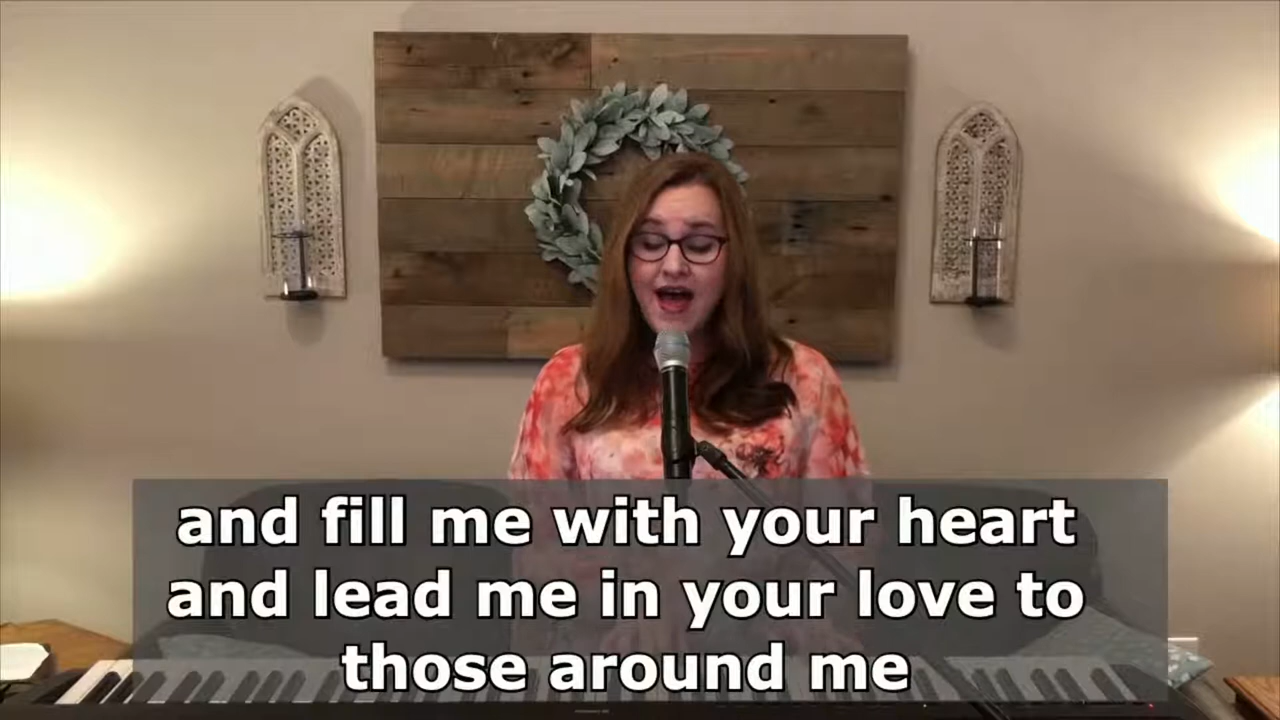 and fill me with your heart
and lead me in your love to
those around me